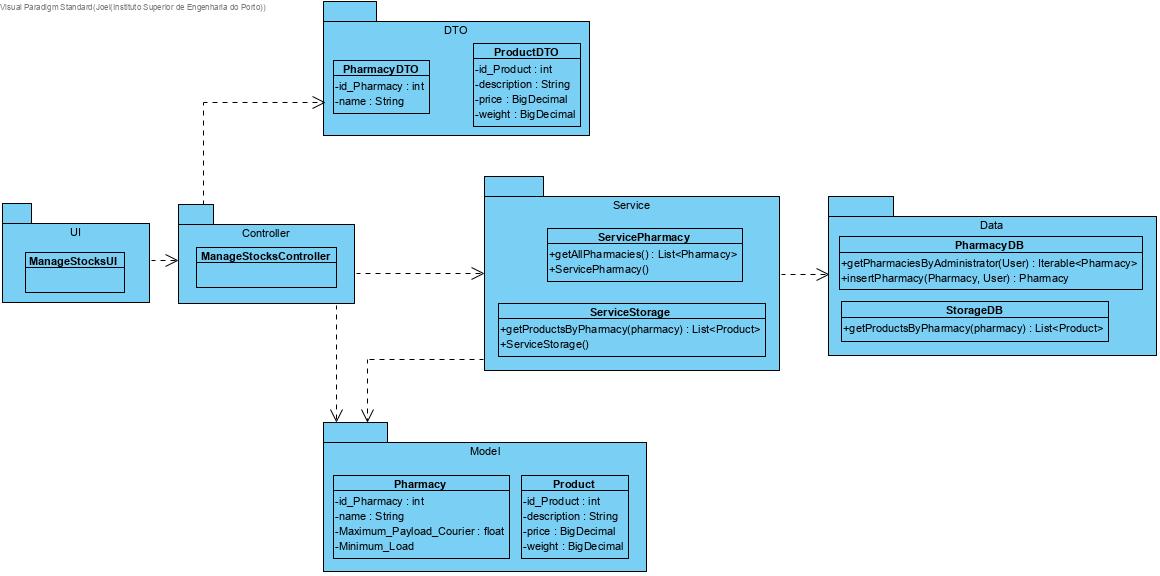 Visual Paradigm Standard(Joel(Instituto Superior de Engenharia do Porto))
DTO
PharmacyDTO
-id_Pharmacy : int
-name : String
ProductDTO
-id_Product : int
-description : String
-price : BigDecimal
-weight : BigDecimal
UI
ManageStocksUI
Controller
ManageStocksController
Service
ServicePharmacy
+getAllPharmacies() : List<Pharmacy>
+ServicePharmacy()
ServiceStorage
+getProductsByPharmacy(pharmacy) : List<Product>
+ServiceStorage()
Data
PharmacyDB
+getPharmaciesByAdministrator(User) : Iterable<Pharmacy>
+insertPharmacy(Pharmacy, User) : Pharmacy
StorageDB
+getProductsByPharmacy(pharmacy) : List<Product>
Model
Pharmacy
-id_Pharmacy : int
-name : String
-Maximum_Payload_Courier : float
-Minimum_Load
Product
-id_Product : int
-description : String
-price : BigDecimal
-weight : BigDecimal